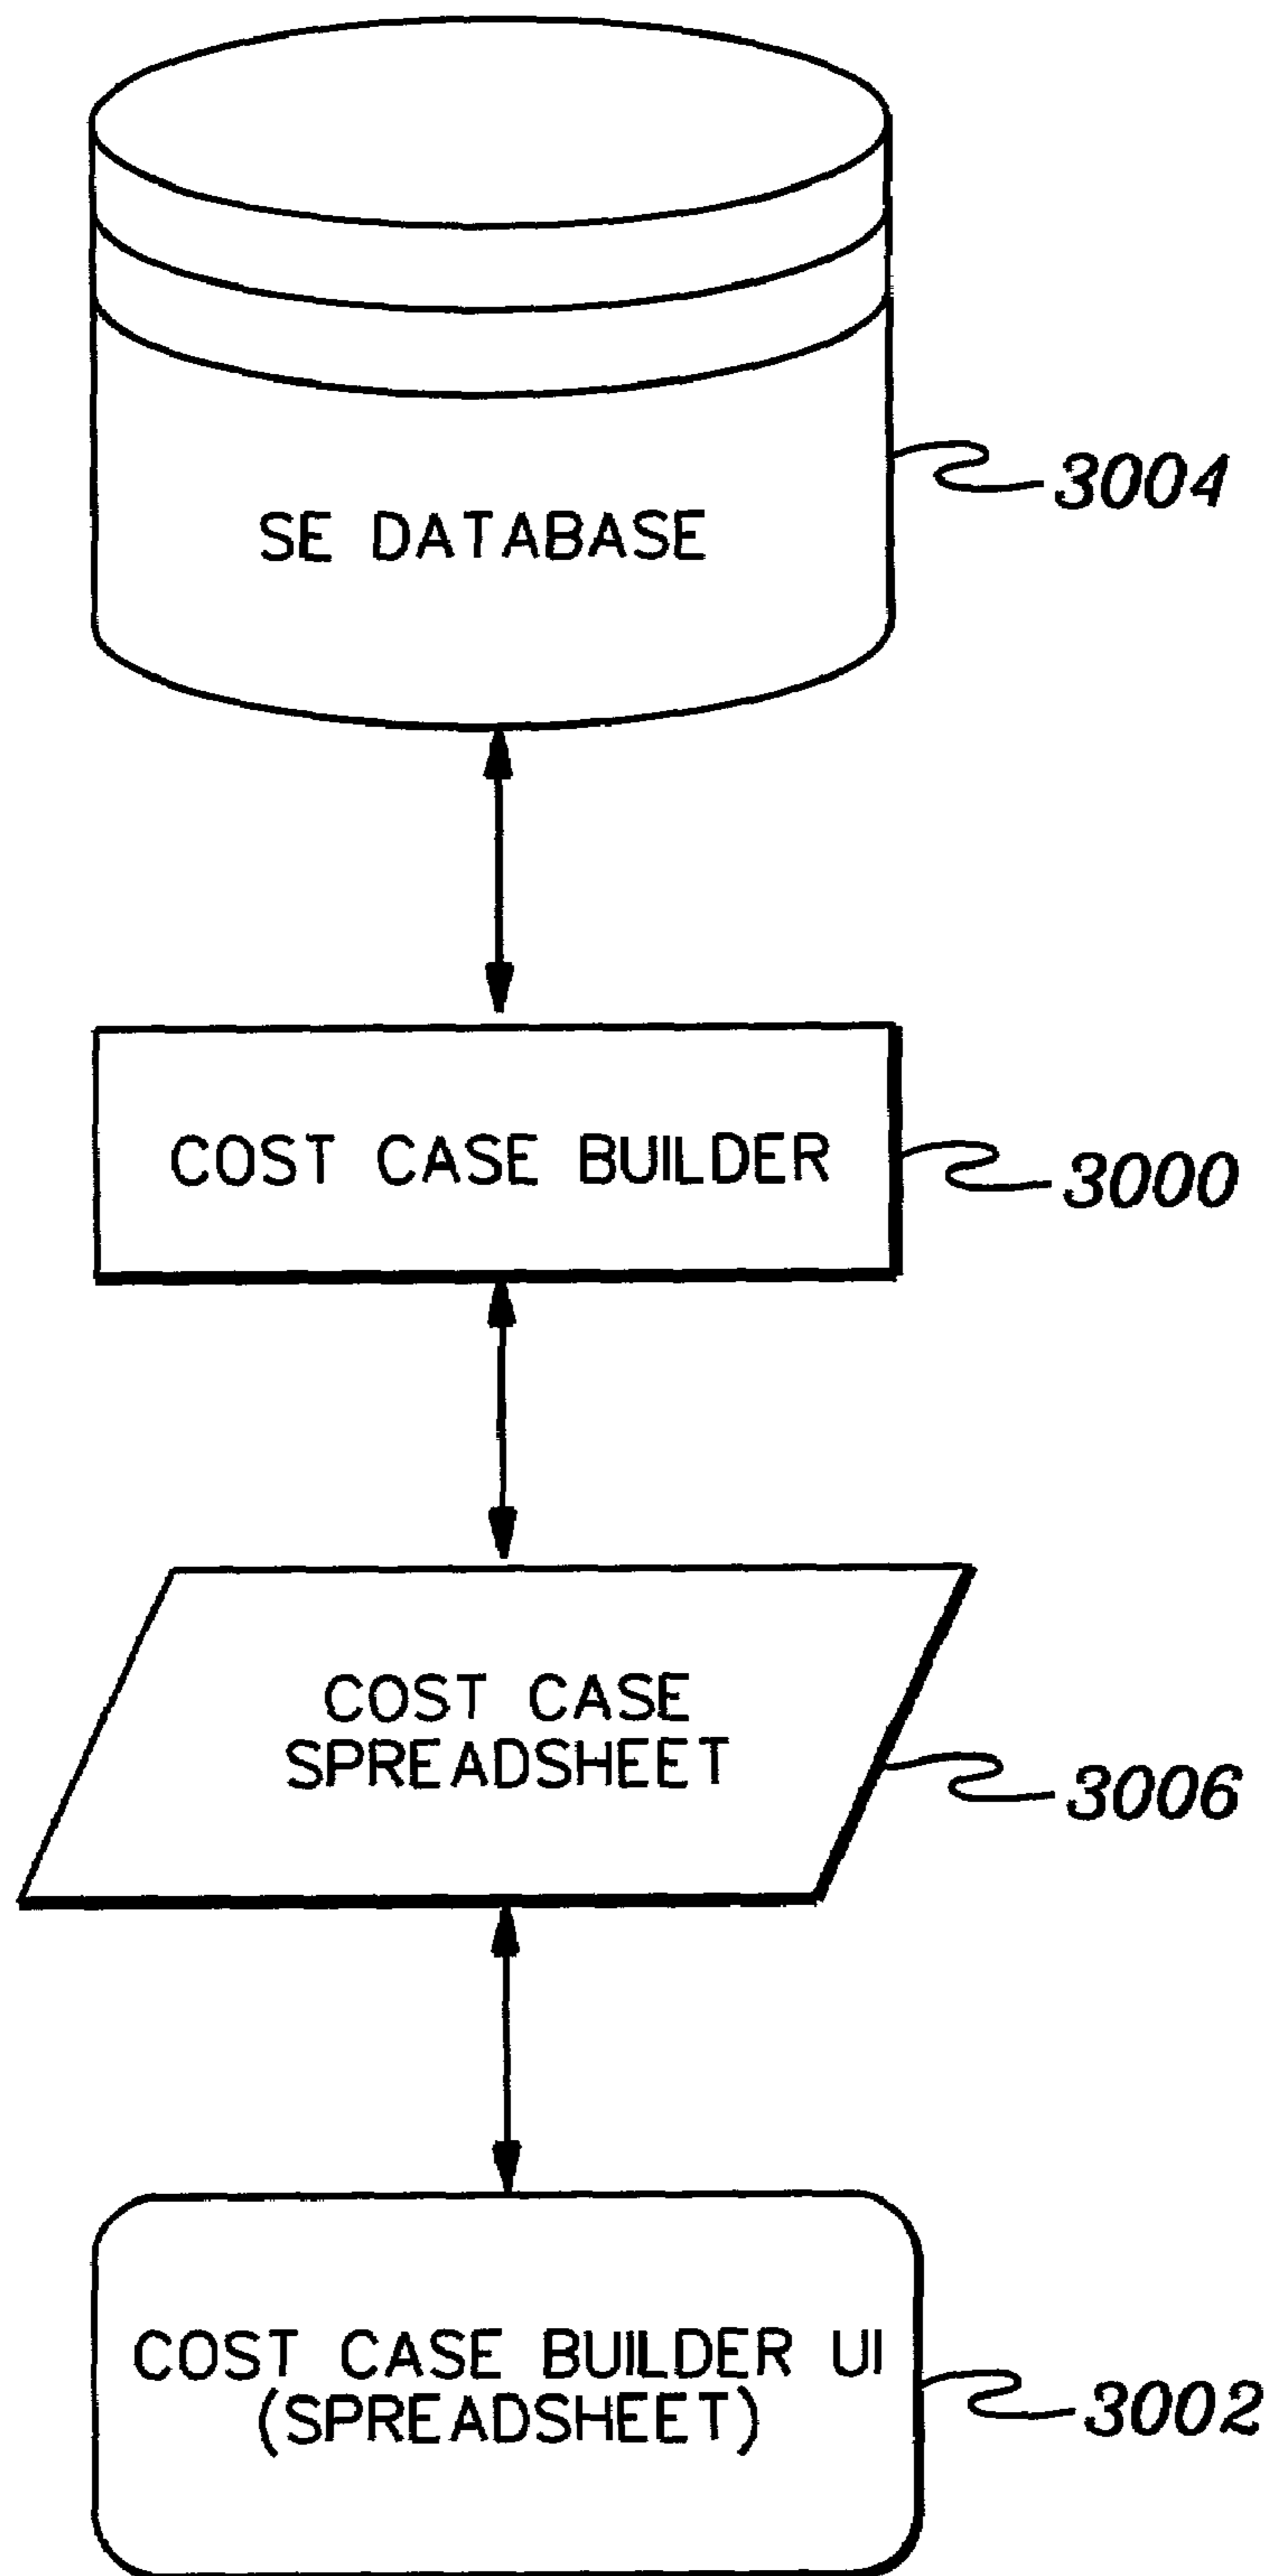 SE DATABASE
3004
COST CASE BUILDER
3000
COST CASE
SPREADSHEET
3006
COST CASE BUILDER UI
(SPREADSHEET)
3002